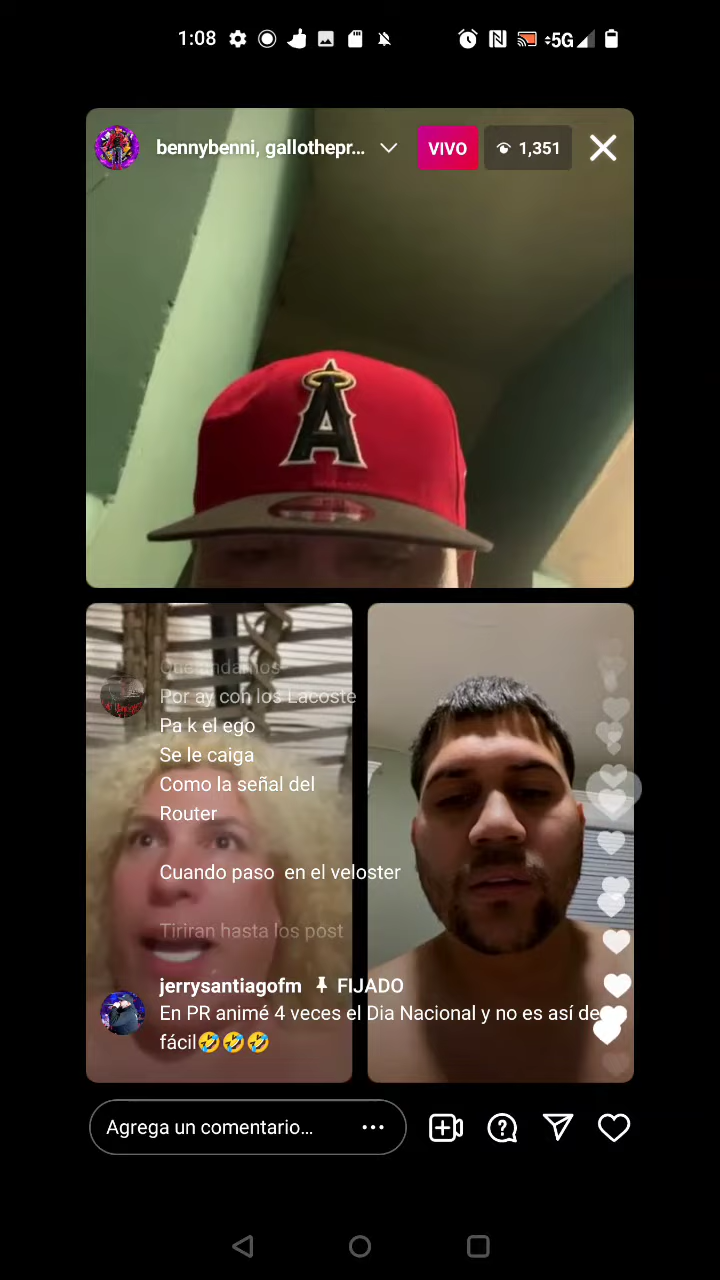 1:08
5G
bennybenni, gallothepr...
VIVO
1,351
A
Que andamos
Por ay con los Lacoste
Pa k el ego
Se le caiga
Como la señal del
Router
Cuando paso en el veloster
Tiriran hasta los post
jerrysantiagofm FIJADO
En PR animé 4 veces el Dia Nacional y no es así de
fácil🤣🤣🤣
Agrega un comentario...